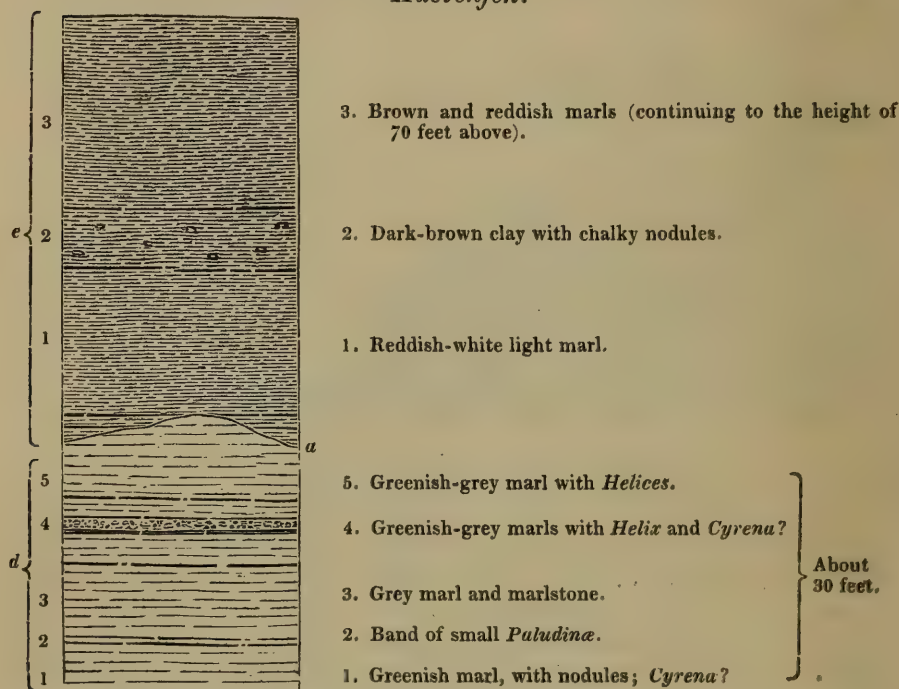 3
3. Brown and reddish marls (continuing to the height of
70 feet above).
e
2
2. Dark-brown clay with chalky nodules.
1
1. Reddish-white light marl.
a
5
5. Greenish-grey marl with Helices.
4
4. Greenish-grey marls with Helix and Cyrena?
d
About
30 feet.
3
3. Grey marl and marlstone.
2
2. Band of small Paludinæ.
1
1. Greenish marl, with nodules; Cyrena?